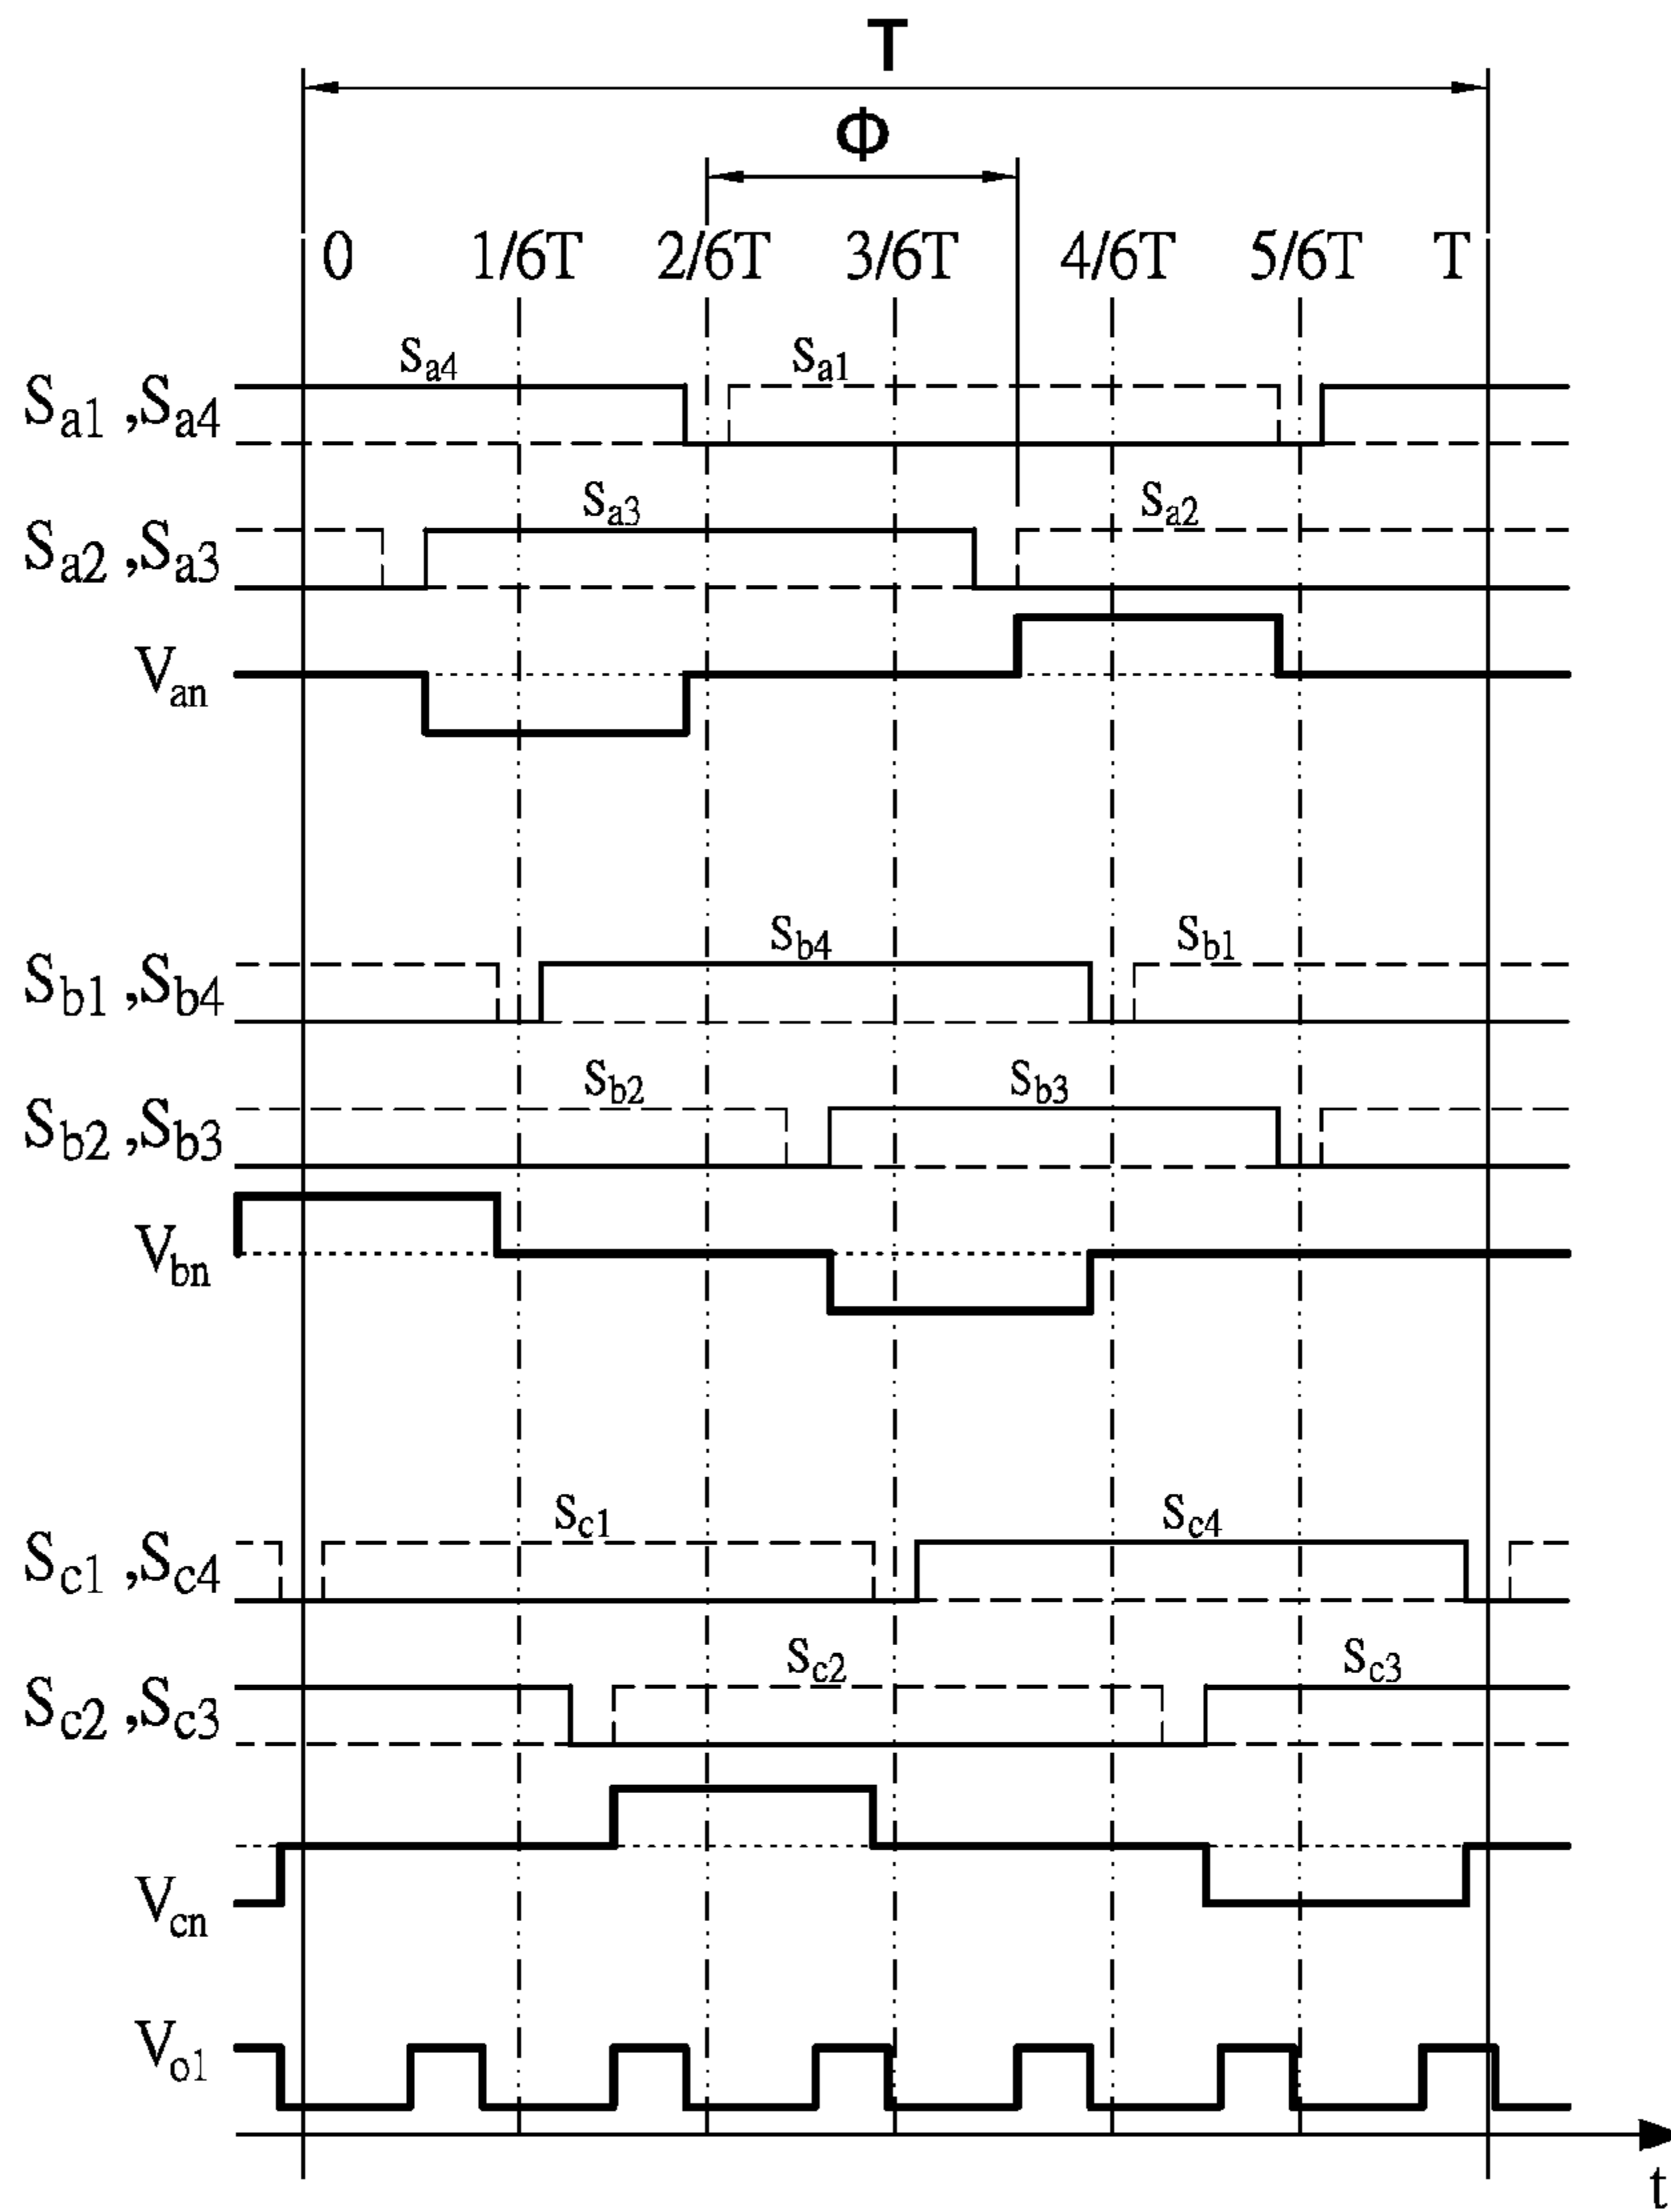 T
Φ
0 1/6T 2/6T 3/6T 4/6T 5/6T T
Sa4 Sa1
Sa1 ,Sa4
Sa3 Sa2
Sa2 ,Sa3
Van
Sb4 Sb1
Sb1 ,Sb4
Sb2 Sb3
Sb2 ,Sb3
Vbn
Sc1 Sc4
Sc1 ,Sc4
Sc2 Sc3
Sc2 ,Sc3
Vcn
Vo1
t